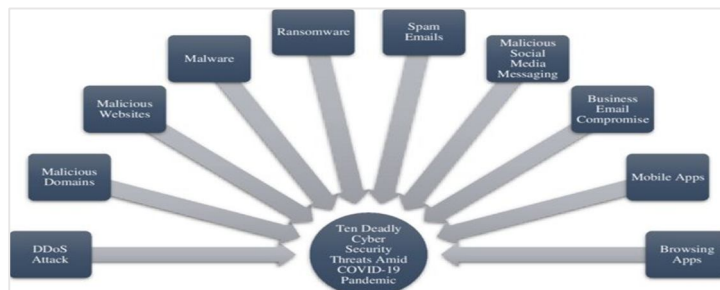 DDoS
Attack
Malicious
Domains
Malicious
Websites
Malware
Ransomware
Spam
Emails
Malicious
Social
Media
Messaging
Business
Email
Compromise
Mobile Apps
Browsing
Apps
Ten Deadly
Cyber
Security
Threats Amid
COVID-19
Pandemic